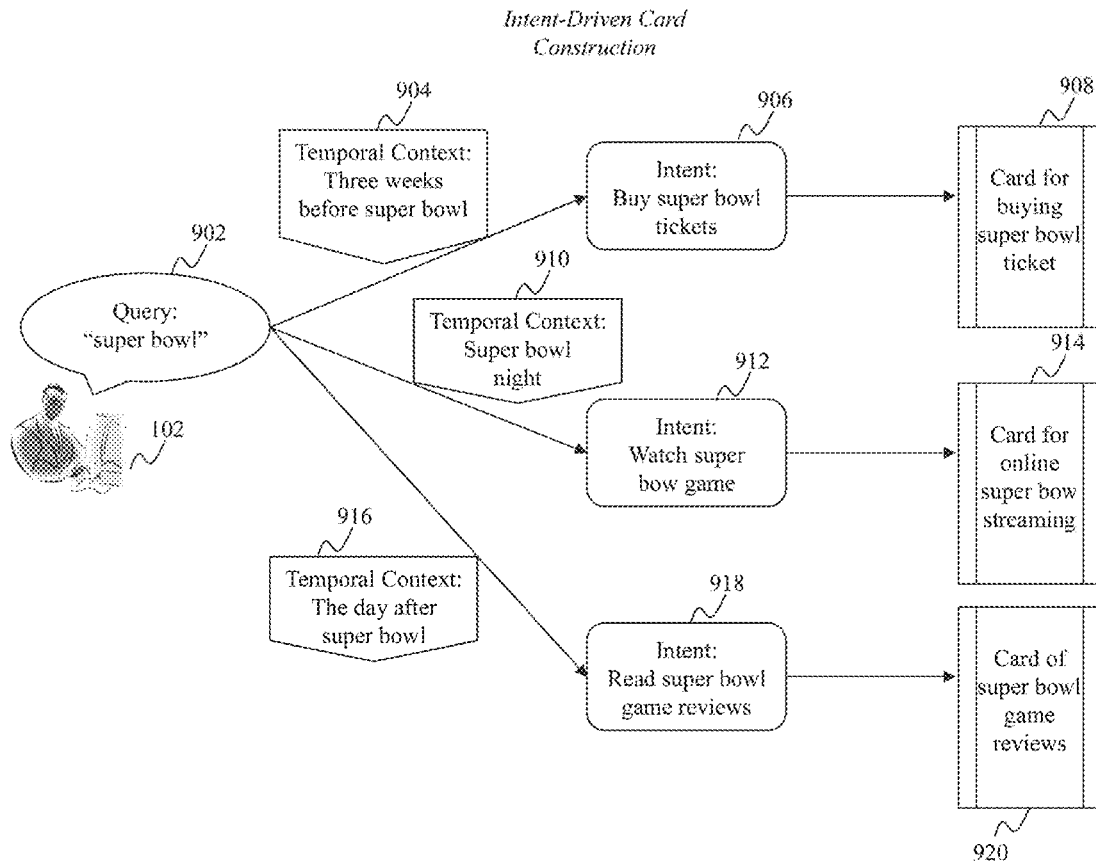 Intent-Driven Card
Construction
904
906
908
Temporal Context:
Three weeks
before super bowl
Intent:
Buy super bowl
tickets
Card for
buying
super bowl
ticket
902
Query:
“super bowl”
910
Temporal Context:
Super bowl
night
912
914
Intent:
Watch super
bow game
Card for
online
super bow
streaming
102
916
Temporal Context:
The day after
super bowl
918
Intent:
Read super bowl
game reviews
Card of
super bowl
game
reviews
920